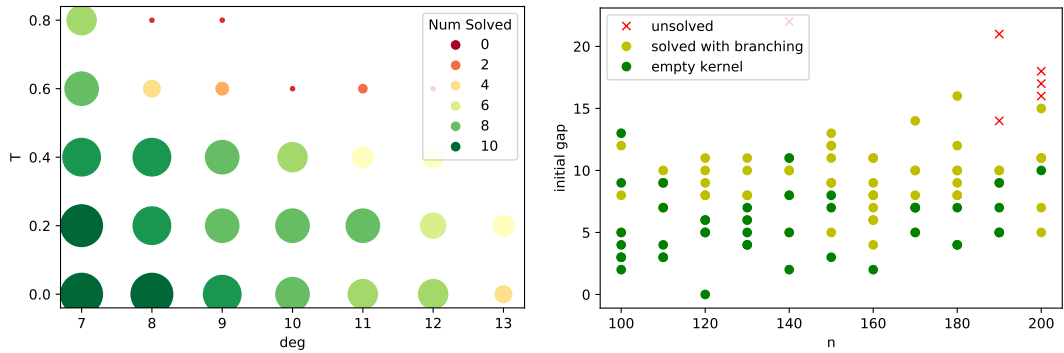 0.8
0.6
0.4
0.2
0.0
T
7 8 9 10 11 12 13
deg
Num Solved
0
2
4
6
8
10
20
15
10
5
0
initial gap
100 120 140 160 180 200
n
unsolved
solved with branching
empty kernel